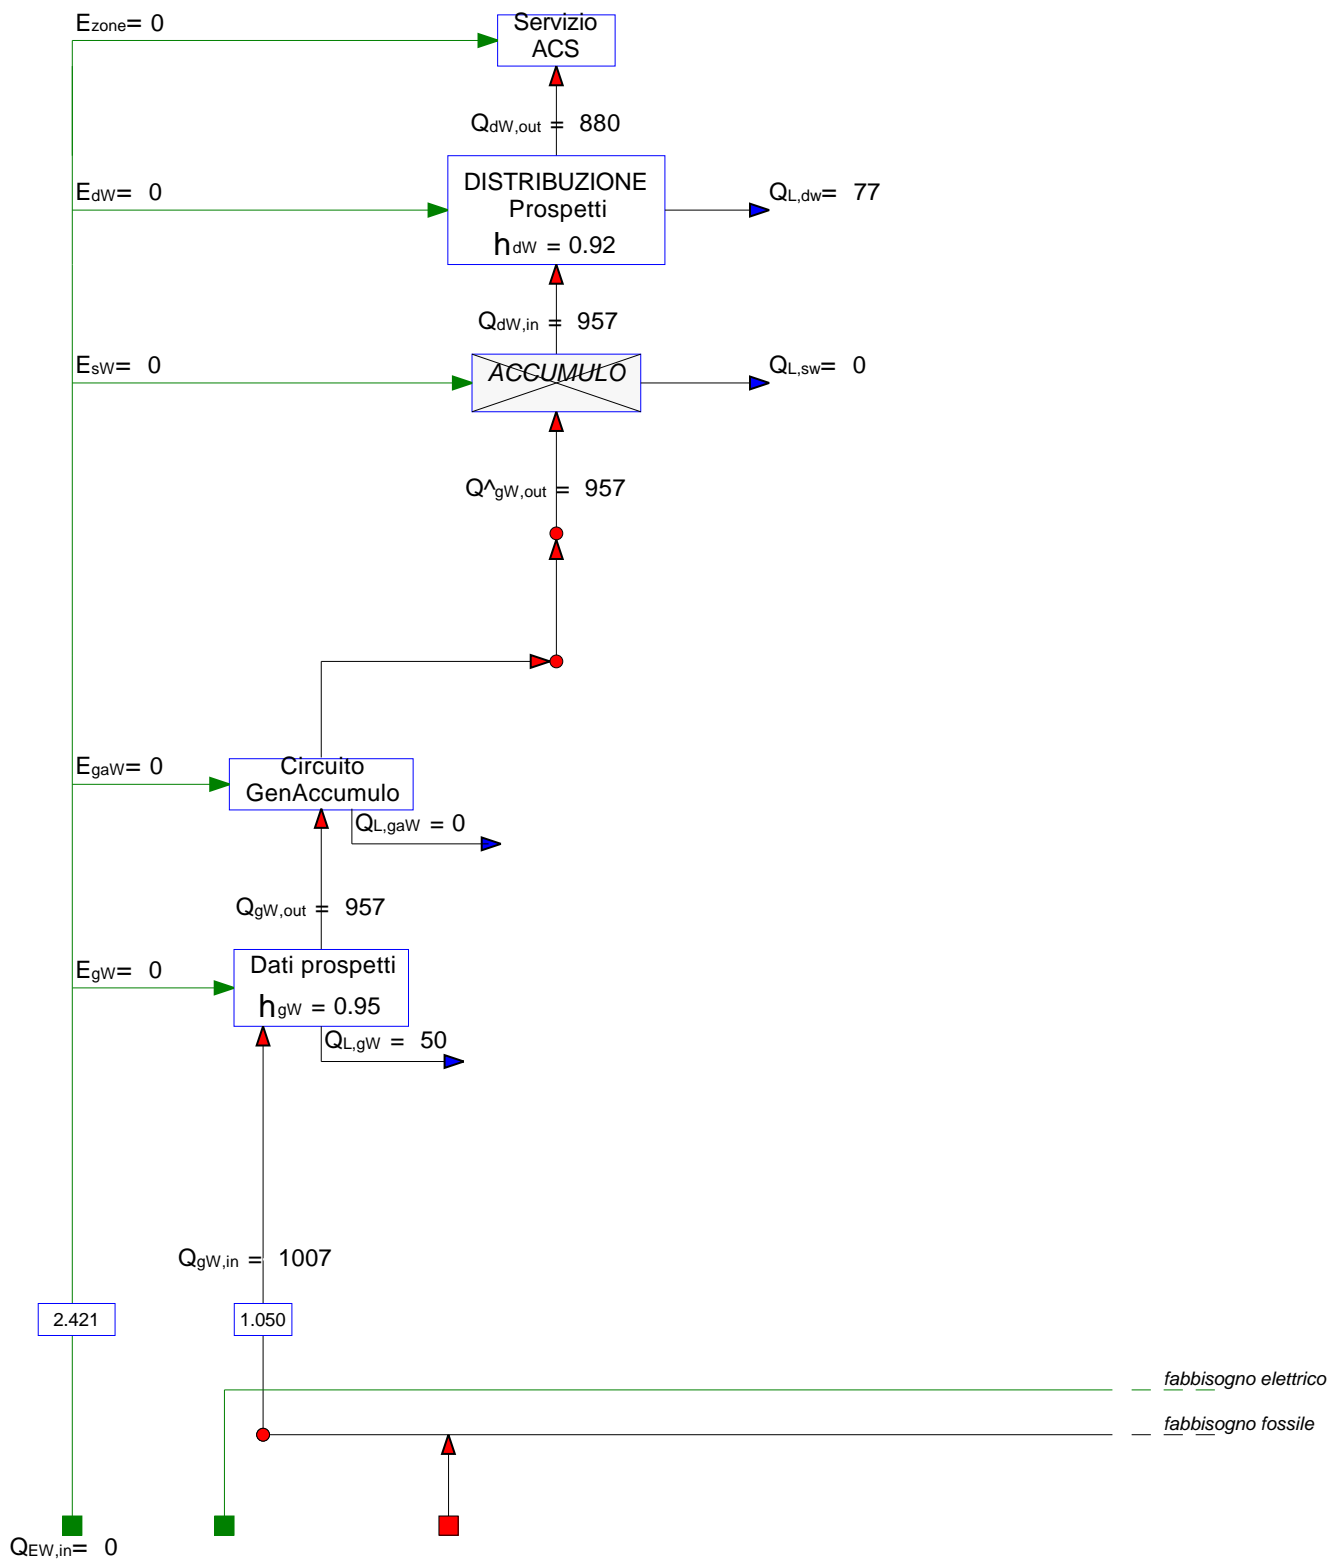 Ezone= 0
Servizio
ACS
QdW,out = 880
EdW= 0
DISTRIBUZIONE
Prospetti
hdW = 0.92
QL,dw= 77
QdW,in = 957
EsW= 0
ACCUMULO
QL,sw= 0
Q^gW,out = 957
EgaW= 0
Circuito
GenAccumulo
QL,gaW = 0
QgW,out = 957
EgW= 0
Dati prospetti
hgW = 0.95
QL,gW = 50
QgW,in = 1007
2.421
1.050
fabbisogno elettrico
fabbisogno fossile
QEW,in= 0